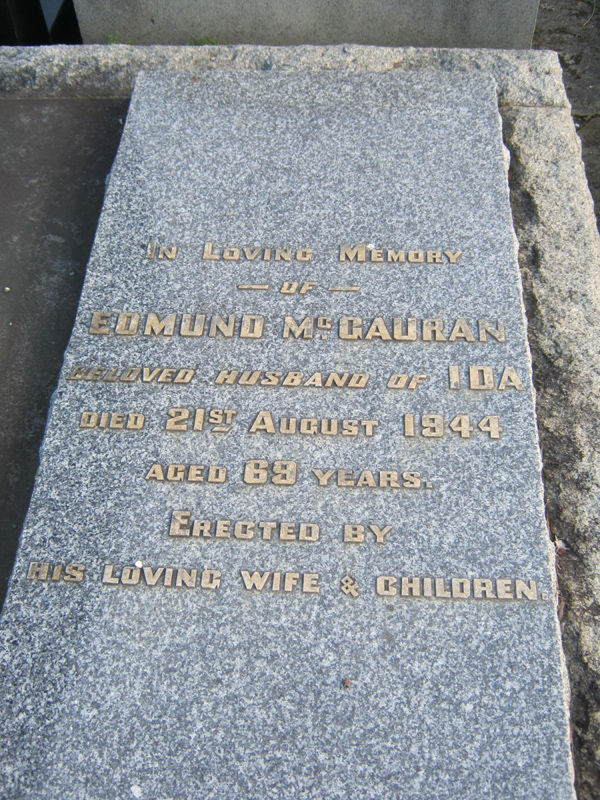 In Loving Memory
— OF —
EDMUND McGAURAN
BELOVED HUSBAND OF IDA
DIED 21ST AUGUST 1944
AGED 69 YEARS.
ERECTED BY
HIS LOVING WIFE & CHILDREN.